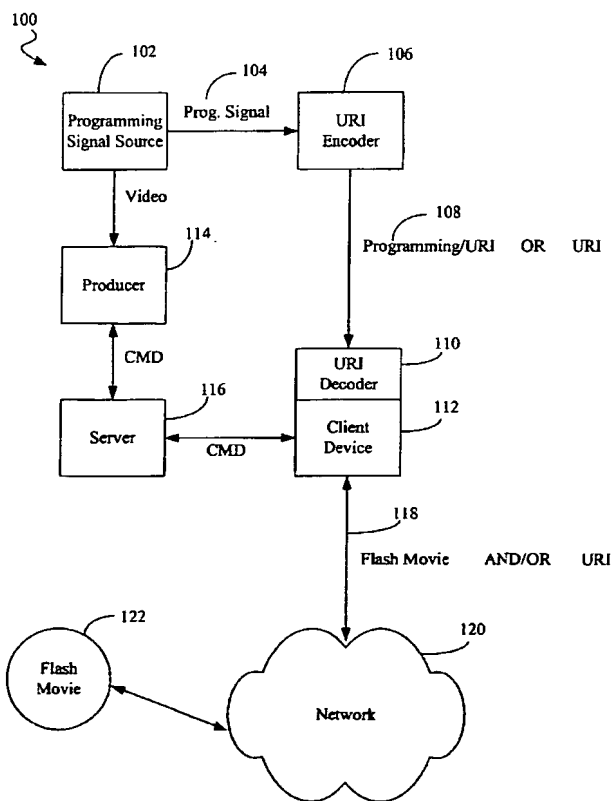 100
102
104
106
Programming
Signal Source
Prog. Signal
URI
Encoder
Video
108
Programming/URI OR URI
114
Producer
110
URI
Decoder
CMD
116
112
Server
Client
Device
CMD
118
Flash Movie AND/OR URI
122
120
Flash
Movie
Network